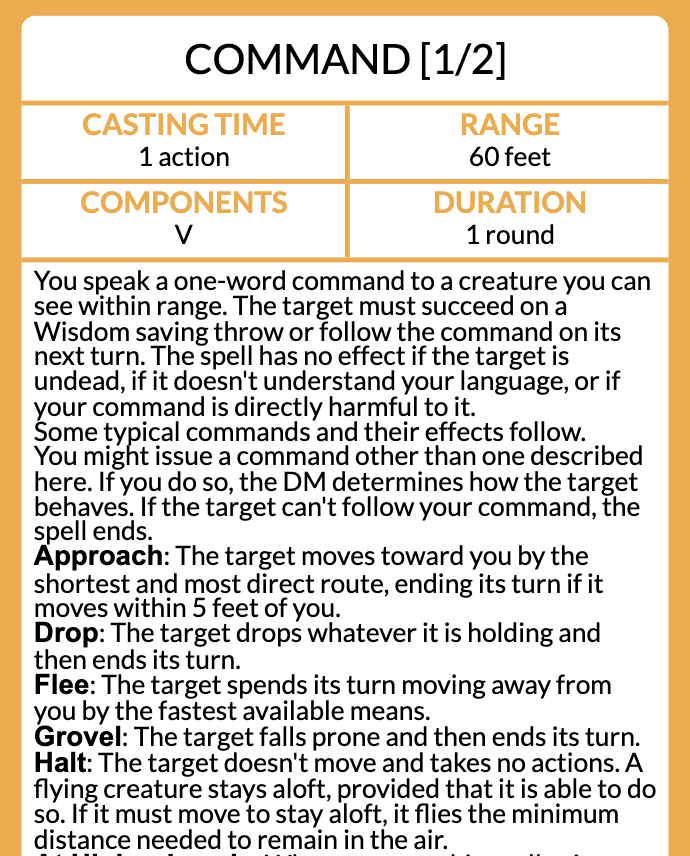 COMMAND [1/2]
CASTING TIME
1 action
RANGE
60 feet
COMPONENTS
V
DURATION
1 round
You speak a one-word command to a creature you can
see within range. The target must succeed on a
Wisdom saving throw or follow the command on its
next turn. The spell has no effect if the target is
undead, if it doesn't understand your language, or if
your command is directly harmful to it.
Some typical commands and their effects follow.
You might issue a command other than one described
here. If you do so, the DM determines how the target
behaves. If the target can't follow your command, the
spell ends.
Approach: The target moves toward you by the
shortest and most direct route, ending its turn if it
moves within 5 feet of you.
Drop: The target drops whatever it is holding and
then ends its turn.
Flee: The target spends its turn moving away from
you by the fastest available means.
Grovel: The target falls prone and then ends its turn.
Halt: The target doesn't move and takes no actions. A
flying creature stays aloft, provided that it is able to do
so. If it must move to stay aloft, it flies the minimum
distance needed to remain in the air.